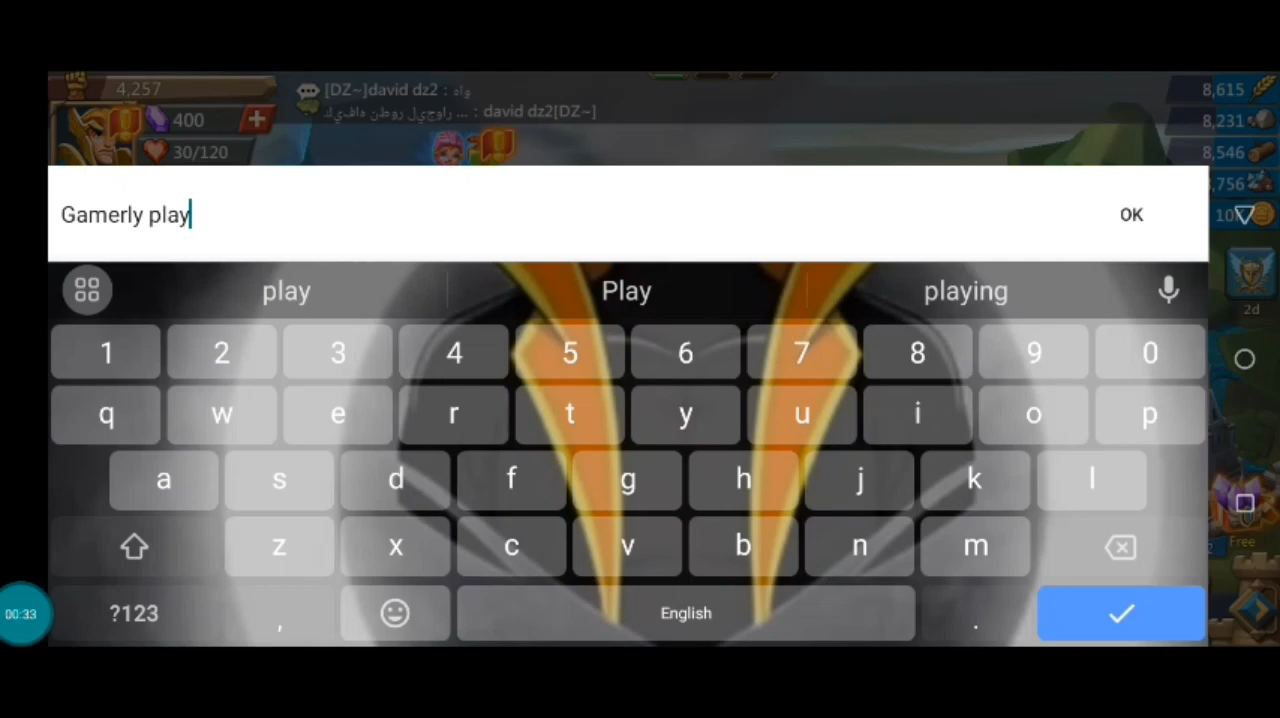 4,257
[DZ~]david dz2 : واه
400
30/120
8,615
8,231
8,546
,756
2d
Gamerly play
OK
play Play playing
1 2 3 4 5 6 7 8 9 0
q w e r t y u i o p
a s d f g h j k l
z x c v b n m
?123 , English .
00:33
Free